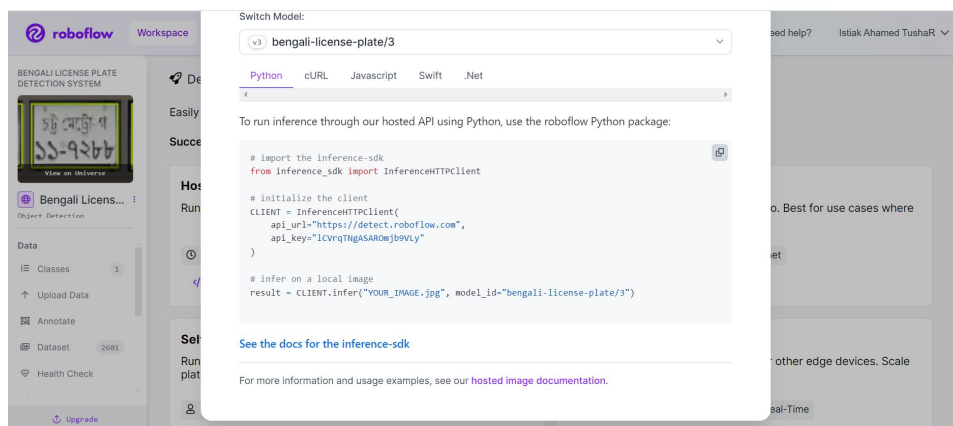 roboflow
Workspace
eed help?
Istiak Ahamed TushaR
BENGALI LICENSE PLATE
DETECTION SYSTEM
চট্ট মেট্রো-গ
১১-৭২৮৮
View on Universe
Bengali Licens...
Object Detection
Data
Classes 1
Upload Data
Annotate
Dataset 2601
Health Check
Upgrade
De
Easily
Succe
Hos
Run
Sel
Run
plat
Switch Model:
v3 bengali-license-plate/3
Python cURL Javascript Swift .Net
To run inference through our hosted API using Python, use the roboflow Python package:
# import the inference-sdk
from inference_sdk import InferenceHTTPClient
# initialize the client
CLIENT = InferenceHTTPClient(
api_url="https://detect.roboflow.com",
api_key="lCVrqTNgASAROmjb9VLy"
)
# infer on a local image
result = CLIENT.infer("YOUR_IMAGE.jpg", model_id="bengali-license-plate/3")
See the docs for the inference-sdk
For more information and usage examples, see our hosted image documentation.
o. Best for use cases where
net
r other edge devices. Scale
eal-Time